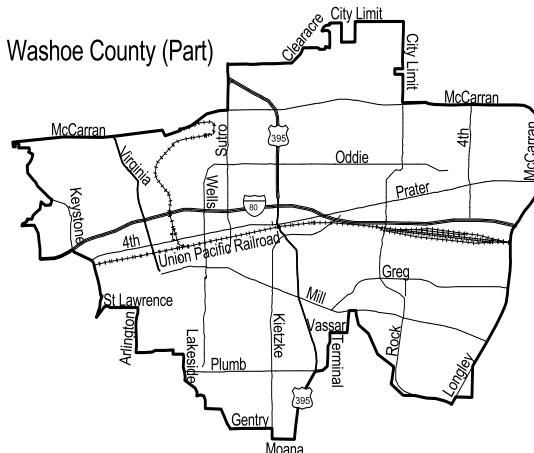 City Limit
Clearacre
Washoe County (Part)
City Limit
McCarran
McCarran
395
Sutro
4th
McCarran
Virginia
Oddie
Wells
Prater
Keystone
80
4th
Union Pacific Railroad
Greg
St Lawrence
Mill
Arlington
Lakeside
Kietzke
Vassar
Terminal
Rock
Plumb
Longley
395
Gentry
Moana